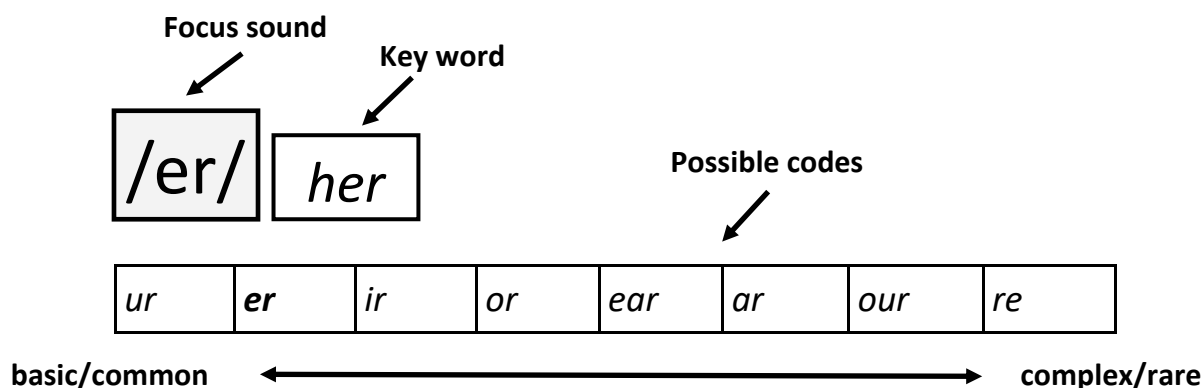 Focus sound
Key word
/er/
her
Possible codes
ur er ir or ear ar our re
basic/common complex/rare